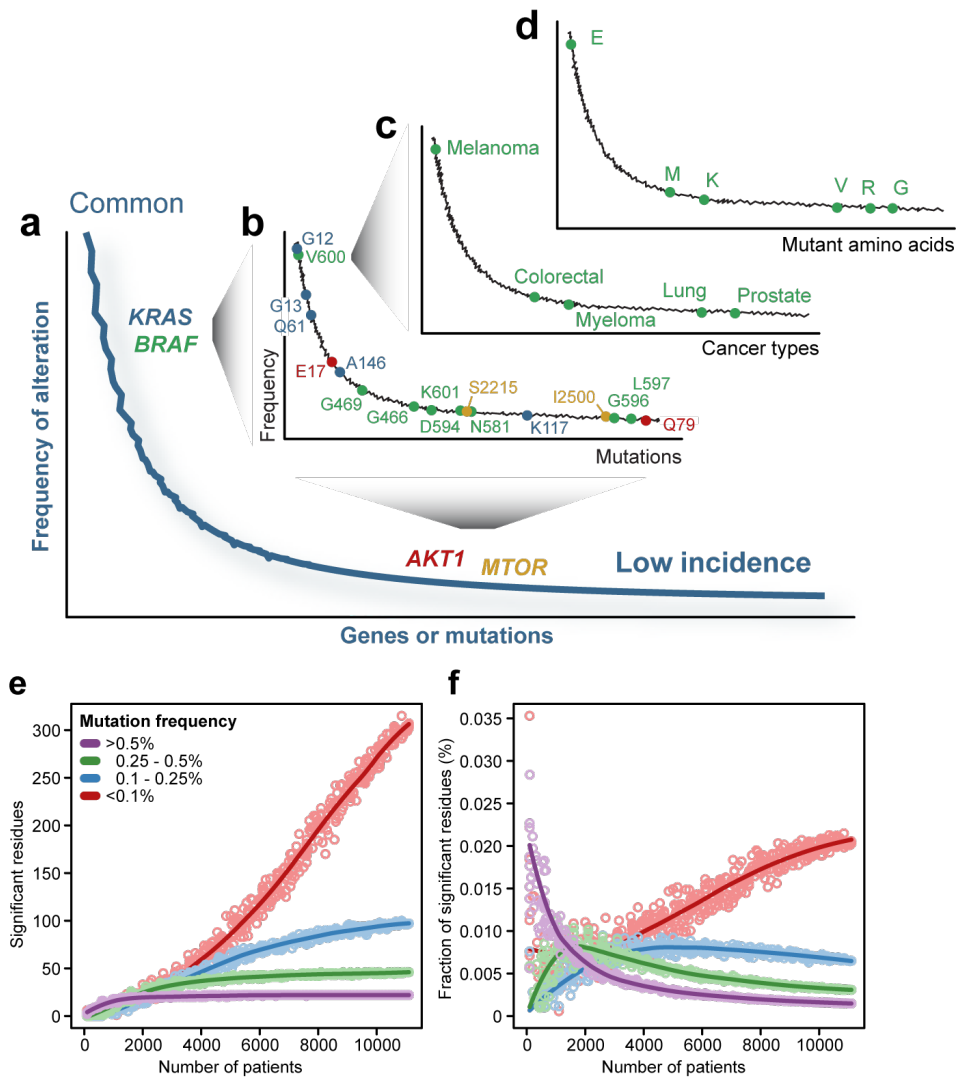 a
Common
Frequency of alteration
KRAS
BRAF
AKT1
MTOR
Low incidence
Genes or mutations
b
G12
V600
G13
Q61
E17
A146
G469
G466
K601
D594
S2215
N581
K117
I2500
G596
L597
Q79
Frequency
Mutations
c
Melanoma
Colorectal
Myeloma
Lung
Prostate
Cancer types
d
E
M
K
V
R
G
Mutant amino acids
e
Mutation frequency
>0.5%
0.25 - 0.5%
0.1 - 0.25%
<0.1%
Significant residues
300
250
200
150
100
50
0
0 2000 4000 6000 8000 10000
Number of patients
f
Fraction of significant residues (%)
0.035
0.030
0.025
0.020
0.015
0.010
0.005
0.000
0 2000 4000 6000 8000 10000
Number of patients